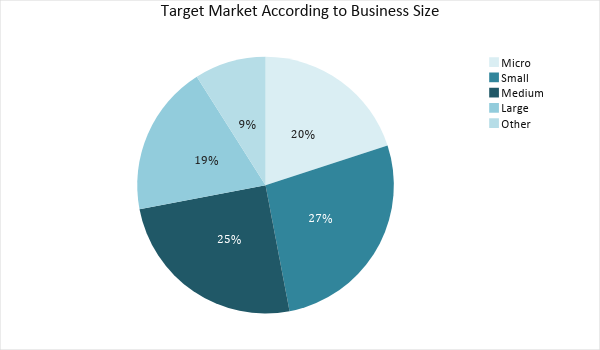 Target Market According to Business Size
Micro
Small
Medium
Large
Other
9%
20%
19%
27%
25%